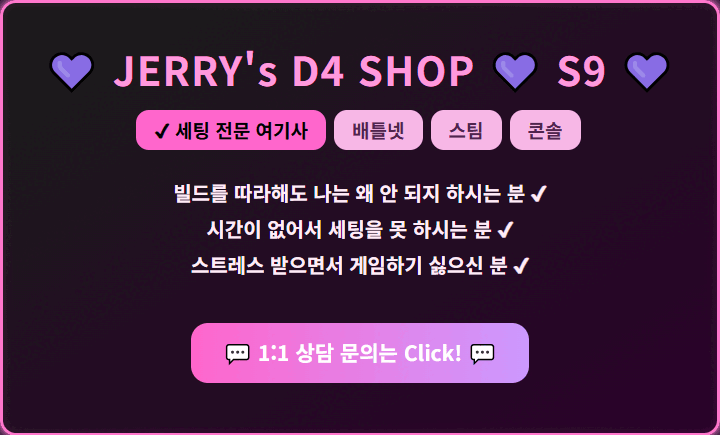 💜 JERRY's D4 SHOP 💜 S9 💜
✔ 세팅 전문 여기사 배틀넷 스팀 콘솔
빌드를 따라해도 나는 왜 안 되지 하시는 분 ✔
시간이 없어서 세팅을 못 하시는 분 ✔
스트레스 받으면서 게임하기 싫으신 분 ✔
💬 1:1 상담 문의는 Click! 💬